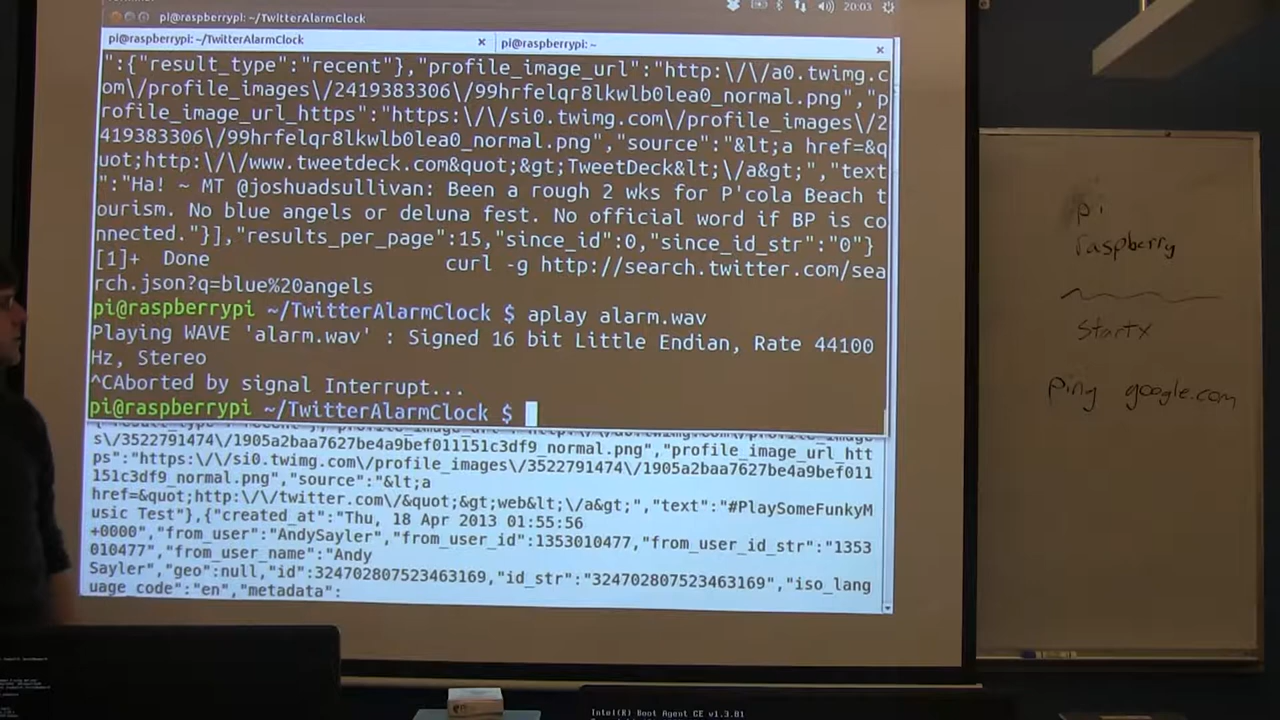 20:03
pi@raspberrypi: ~/TwitterAlarmClock
pi@raspberrypi: ~/TwitterAlarmClock × pi@raspberrypi: ~ ×
":{"result_type":"recent"},"profile_image_url":"http:\/\/a0.twimg.c
om\/profile_images\/2419383306\/99hrfelqr8lkwlb0lea0_normal.png","p
rofile_image_url_https":"https:\/\/si0.twimg.com\/profile_images\/2
419383306\/99hrfelqr8lkwlb0lea0_normal.png","source":"&lt;a href=&q
uot;http:\/\/www.tweetdeck.com&quot;&gt;TweetDeck&lt;\/a&gt;","text
":"Ha! ~ MT @joshuadsullivan: Been a rough 2 wks for P'cola Beach t
ourism. No blue angels or deluna fest. No official word if BP is co
nnected."}],"results_per_page":15,"since_id":0,"since_id_str":"0"}
[1]+ Done curl -g http://search.twitter.com/sea
rch.json?q=blue%20angels
pi@raspberrypi ~/TwitterAlarmClock $ aplay alarm.wav
Playing WAVE 'alarm.wav' : Signed 16 bit Little Endian, Rate 44100
Hz, Stereo
^CAborted by signal Interrupt...
pi@raspberrypi ~/TwitterAlarmClock $
s\/3522791474\/1905a2baa7627be4a9bef011151c3df9_normal.png","profile_image_url_htt
ps":"https:\/\/si0.twimg.com\/profile_images\/3522791474\/1905a2baa7627be4a9bef011
151c3df9_normal.png","source":"&lt;a
href=&quot;http:\/\/twitter.com\/&quot;&gt;web&lt;\/a&gt;","text":"#PlaySomeFunkyM
usic Test"},{"created_at":"Thu, 18 Apr 2013 01:55:56
+0000","from_user":"AndySayler","from_user_id":1353010477,"from_user_id_str":"1353
010477","from_user_name":"Andy
Sayler","geo":null,"id":324702807523463169,"id_str":"324702807523463169","iso_lang
uage_code":"en","metadata":
pi
raspberry
startx
ping google.com
Intel(R) Boot Agent GE v1.3.81